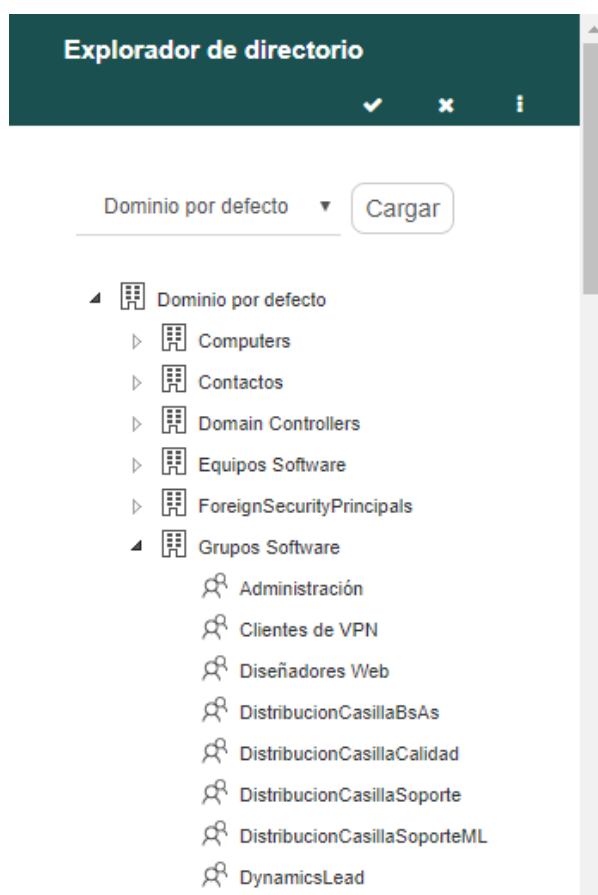 Explorador de directorio
Dominio por defecto
Cargar
Dominio por defecto
Computers
Contactos
Domain Controllers
Equipos Software
ForeignSecurityPrincipals
Grupos Software
Administración
Clientes de VPN
Diseñadores Web
DistribucionCasillaBsAs
DistribucionCasillaCalidad
DistribucionCasillaSoporte
DistribucionCasillaSoporteML
DynamicsLead